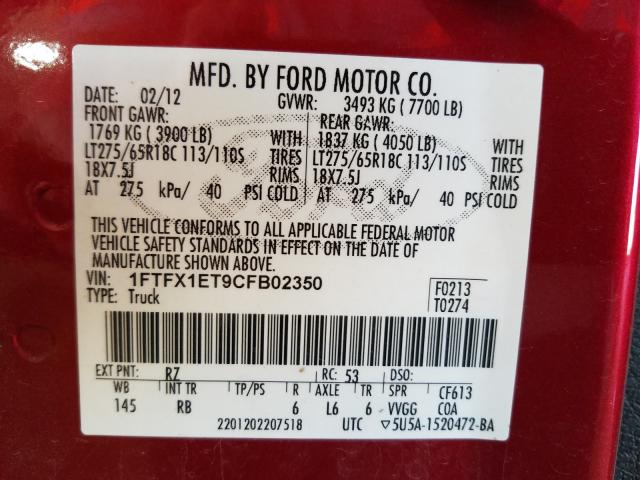 MFD. BY FORD MOTOR CO.
DATE: 02/12 GVWR: 3493 KG (7700 LB)
FRONT GAWR: REAR GAWR:
1769 KG (3900 LB) WITH 1837 KG (4050 LB) WITH
LT275/65R18C 113/110S TIRES LT275/65R18C 113/110S TIRES
18X7.5J RIMS 18X7.5J RIMS
AT 275 kPa/ 40 PSI COLD AT 275 kPa/ 40 PSI COLD
THIS VEHICLE CONFORMS TO ALL APPLICABLE FEDERAL MOTOR
VEHICLE SAFETY STANDARDS IN EFFECT ON THE DATE OF
MANUFACTURE SHOWN ABOVE.
VIN: 1FTFX1ET9CFB02350 F0213
TYPE: Truck T0274
EXT PNT: RZ RC: 53 DSO:
WB INT TR TP/PS R AXLE TR SPR CF613
145 RB 6 L6 6 VVGG COA
2201202207518 UTC ▽5U5A-1520472-BA